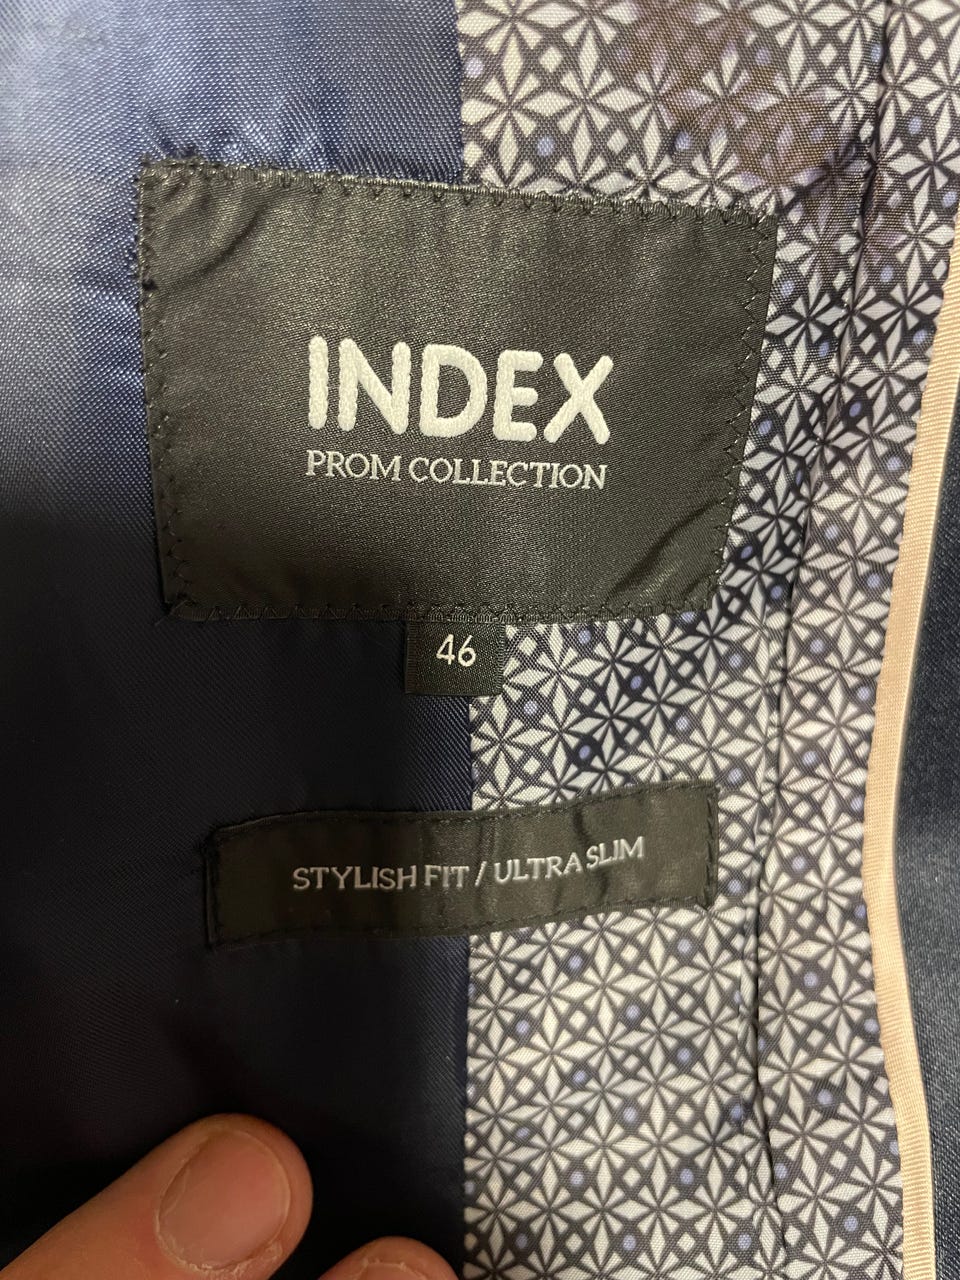 INDEX
PROM COLLECTION
46
STYLISH FIT / ULTRA SLIM